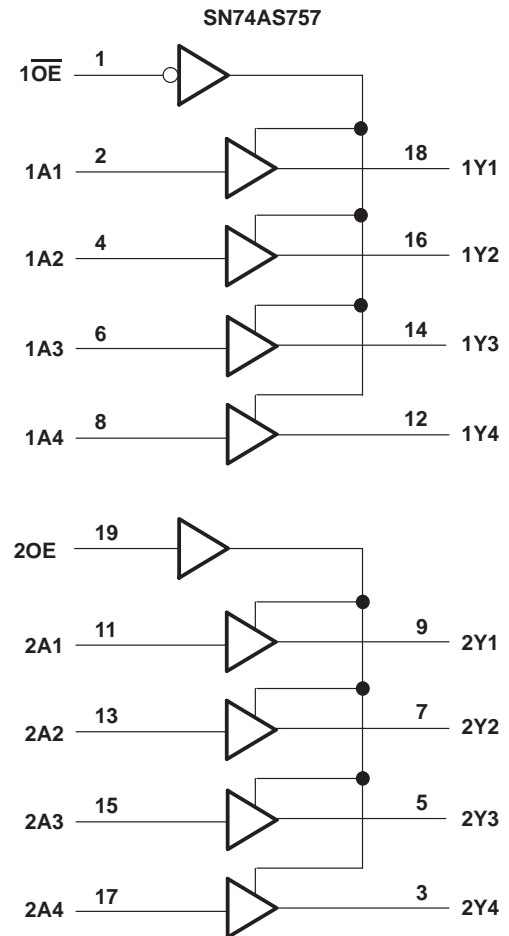 SN74AS757
1O̅E̅ 1
1A1 2 18 1Y1
1A2 4 16 1Y2
1A3 6 14 1Y3
1A4 8 12 1Y4
2OE 19
2A1 11 9 2Y1
2A2 13 7 2Y2
2A3 15 5 2Y3
2A4 17 3 2Y4